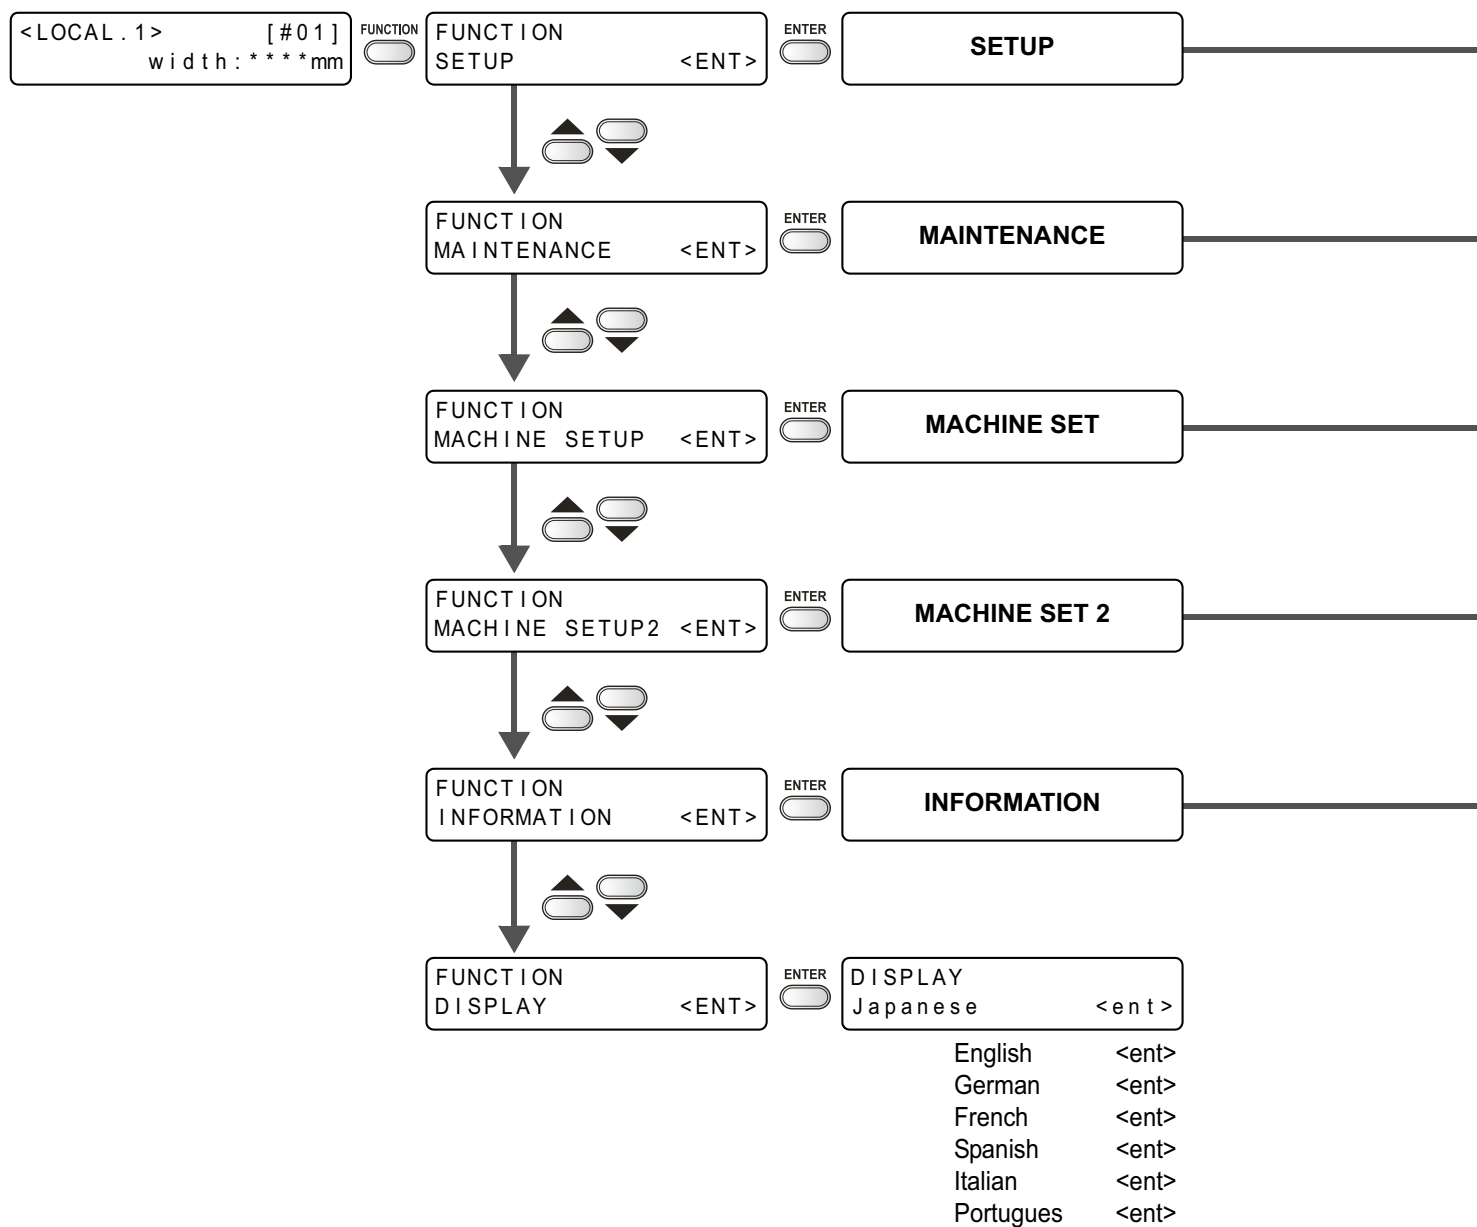 <LOCAL.1> [#01]
width:****mm
FUNCTION
FUNCTION
SETUP <ENT>
ENTER
SETUP
FUNCTION
MAINTENANCE <ENT>
ENTER
MAINTENANCE
FUNCTION
MACHINE SETUP <ENT>
ENTER
MACHINE SET
FUNCTION
MACHINE SETUP2 <ENT>
ENTER
MACHINE SET 2
FUNCTION
INFORMATION <ENT>
ENTER
INFORMATION
FUNCTION
DISPLAY <ENT>
ENTER
DISPLAY
Japanese <ent>
English <ent>
German <ent>
French <ent>
Spanish <ent>
Italian <ent>
Portugues <ent>